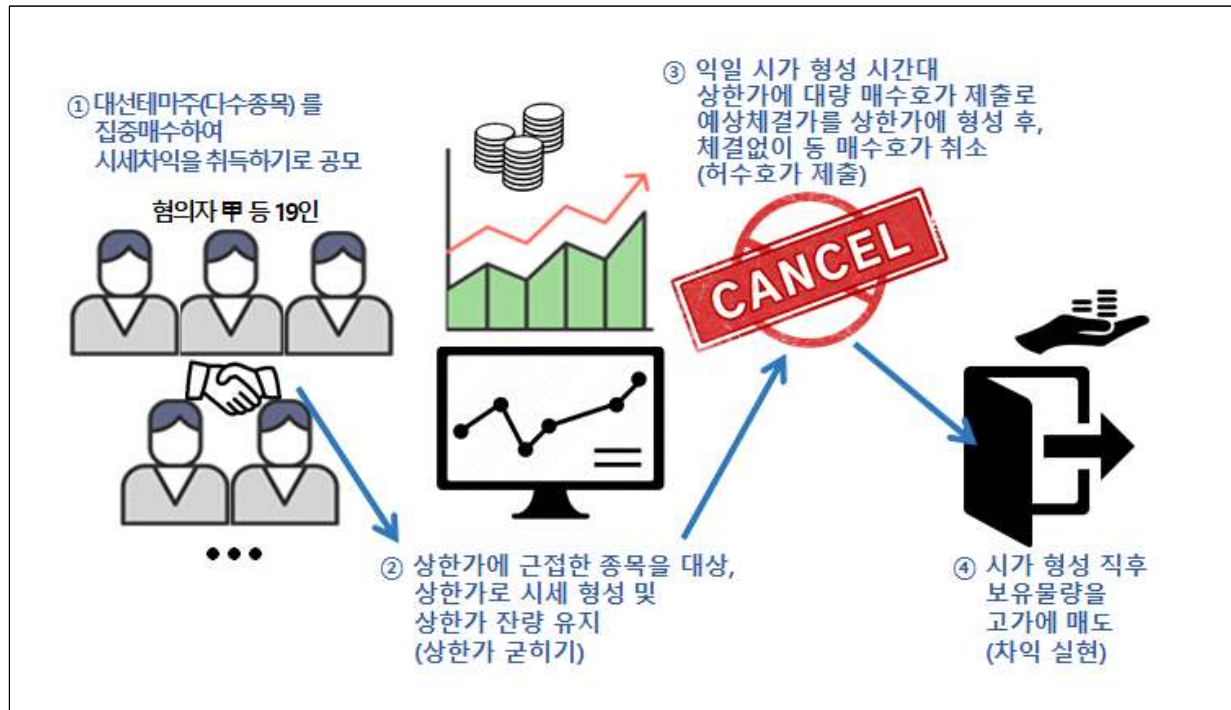 ① 대선테마주(다수종목) 를
집중매수하여
시세차익을 취득하기로 공모
혐의자 甲 등 19인
② 상한가에 근접한 종목을 대상,
상한가로 시세 형성 및
상한가 잔량 유지
(상한가 굳히기)
③ 익일 시가 형성 시간대
상한가에 대량 매수호가 제출로
예상체결가를 상한가에 형성 후,
체결없이 동 매수호가 취소
(허수호가 제출)
CANCEL
④ 시가 형성 직후
보유물량을
고가에 매도
(차익 실현)